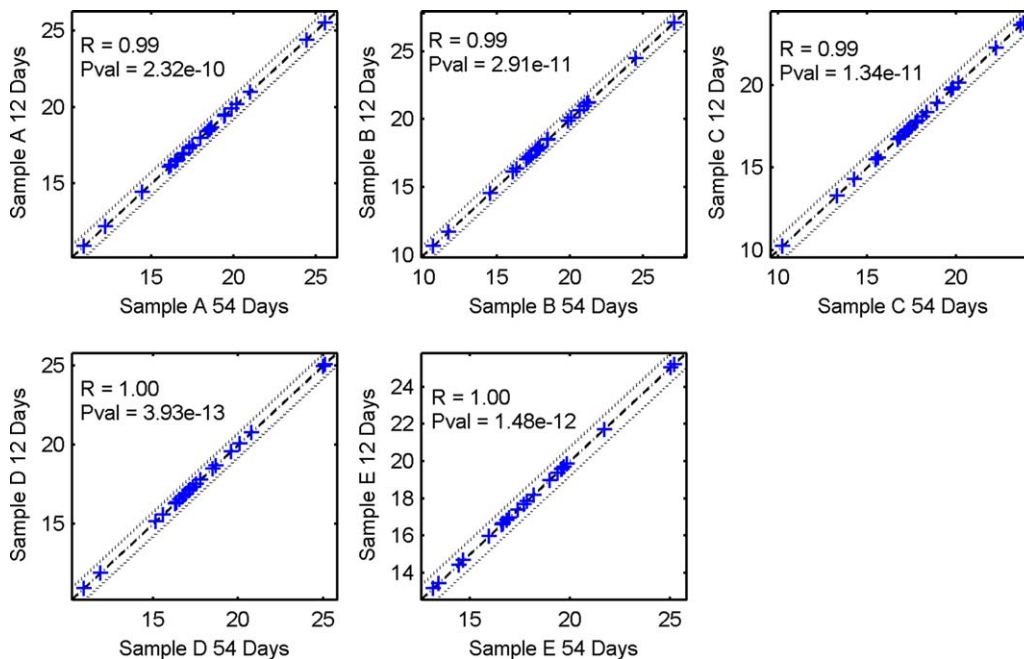 R = 0.99
Pval = 2.32e-10
25
20
15
15
20
25
Sample A 12 Days
Sample A 54 Days
R = 0.99
Pval = 2.91e-11
25
20
15
10
10
15
20
25
Sample B 12 Days
Sample B 54 Days
R = 0.99
Pval = 1.34e-11
20
15
10
10
15
20
Sample C 12 Days
Sample C 54 Days
R = 1.00
Pval = 3.93e-13
25
20
15
15
20
25
Sample D 12 Days
Sample D 54 Days
R = 1.00
Pval = 1.48e-12
24
22
20
18
16
14
15
20
25
Sample E 12 Days
Sample E 54 Days